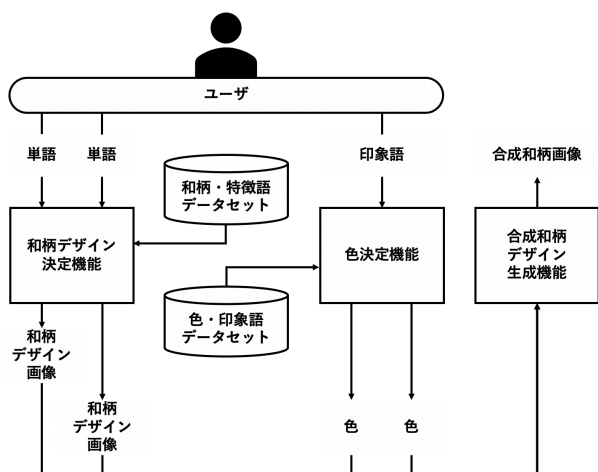 ユーザ
単語
単語
印象語
合成和柄画像
和柄・特徴語
データセット
和柄デザイン
決定機能
色決定機能
合成和柄
デザイン
生成機能
色・印象語
データセット
和柄
デザイン
画像
和柄
デザイン
画像
色
色